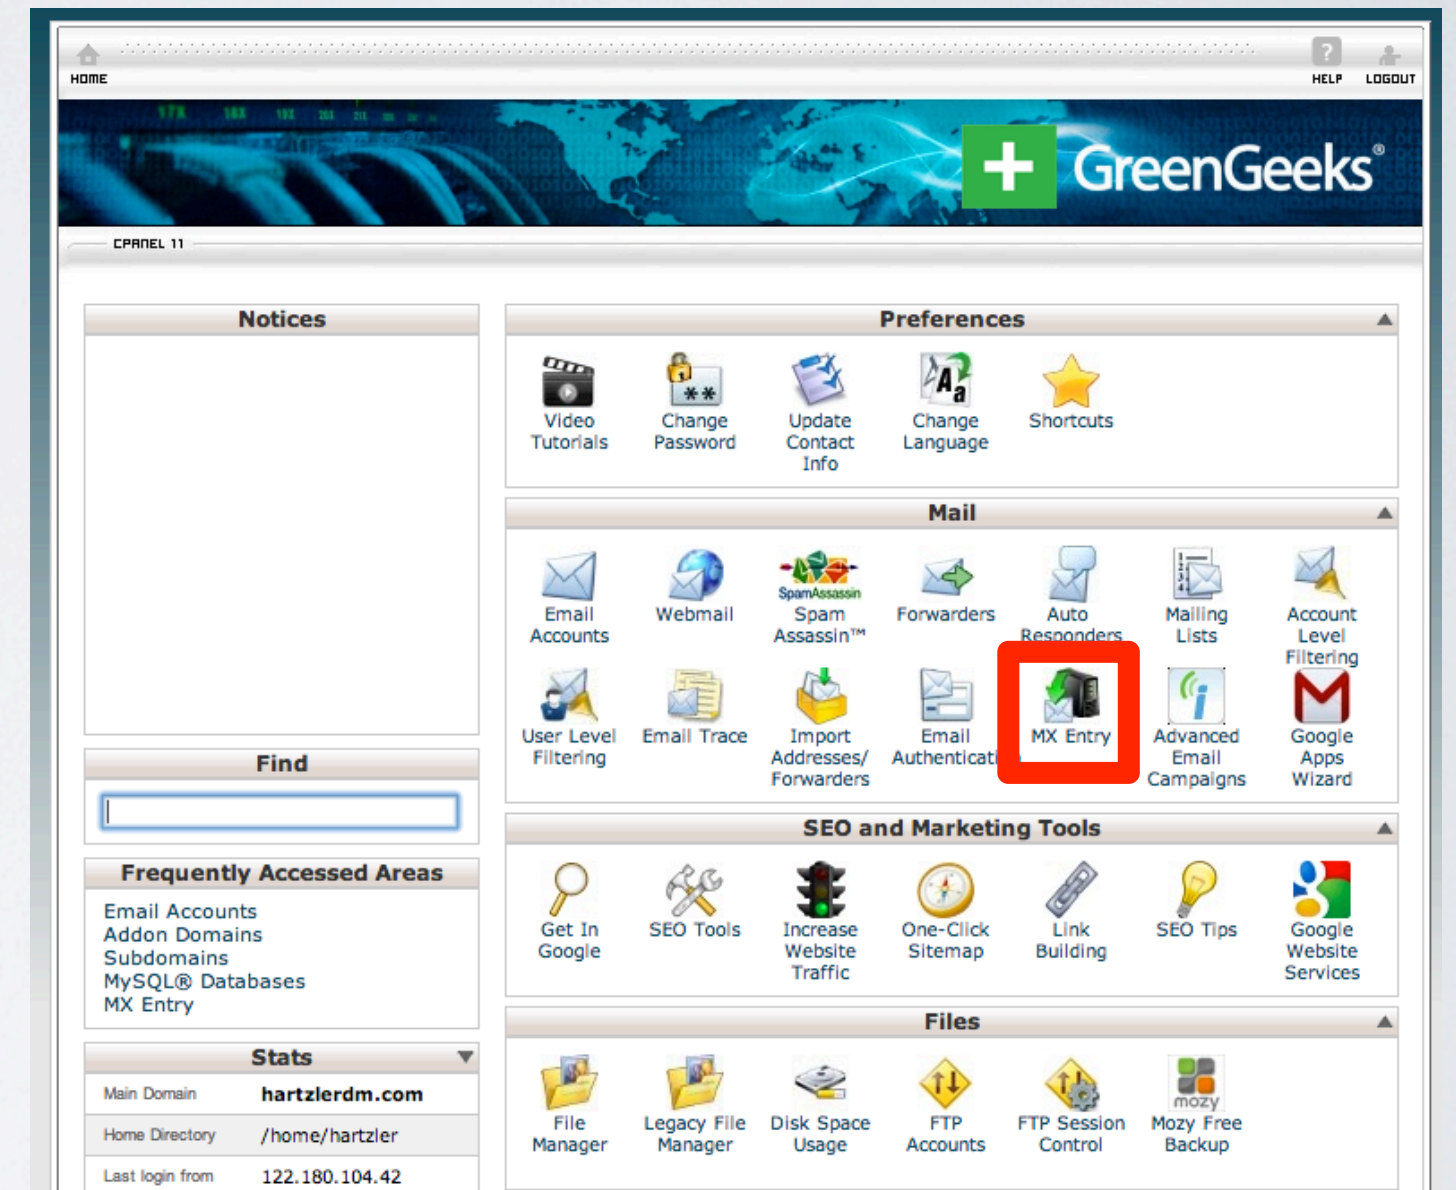 HOME
HELP LOGOUT
GreenGeeks®
CPANEL 11
Notices
Find
Frequently Accessed Areas
Email Accounts
Addon Domains
Subdomains
MySQL® Databases
MX Entry
Stats
Main Domain hartzlerdm.com
Home Directory /home/hartzler
Last login from 122.180.104.42
Preferences
Video Tutorials
Change Password
Update Contact Info
Change Language
Shortcuts
Mail
Email Accounts
Webmail
SpamAssassin
Spam Assassin™
Forwarders
Auto Responders
Mailing Lists
Account Level Filtering
User Level Filtering
Email Trace
Import Addresses/ Forwarders
Email
MX Entry
Advanced Email Campaigns
Google Apps Wizard
SEO and Marketing Tools
Get In Google
SEO Tools
Increase Website Traffic
One-Click Sitemap
Link Building
SEO Tips
Google Website Services
Files
File Manager
Legacy File Manager
Disk Space Usage
FTP Accounts
FTP Session Control
mozy
Mozy Free Backup